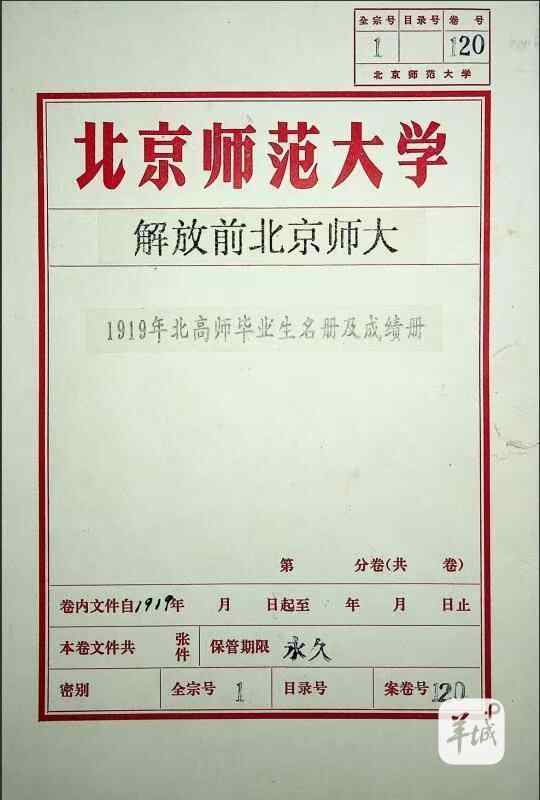 全宗号 目录号 卷 号
1 120
北京师范大学
北京师范大学
解放前北京师大
1919年北高师毕业生名册及成绩册
第 分卷(共 卷)
卷内文件自1919年 月 日起至 年 月 日止
本卷文件共 张件 保管期限 永久
密别 全宗号 1 目录号 案卷号 120
羊城P